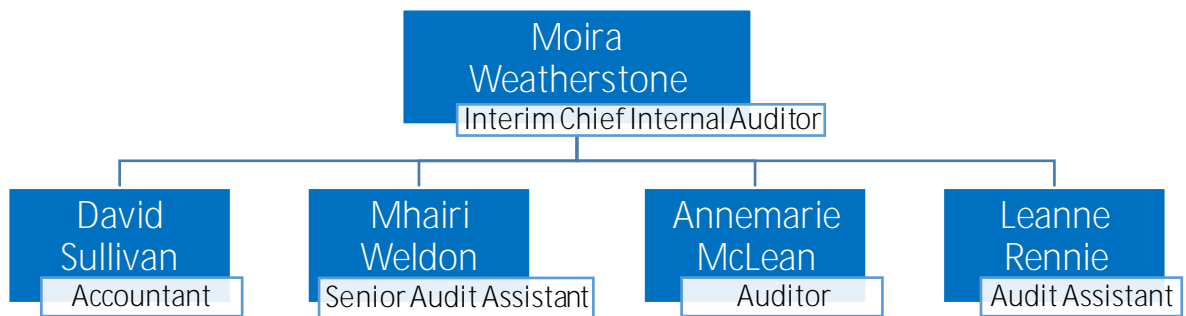 Moira
Weatherstone
Interim Chief Internal Auditor
David
Sullivan
Accountant
Mhairi
Weldon
Senior Audit Assistant
Annemarie
McLean
Auditor
Leanne
Rennie
Audit Assistant